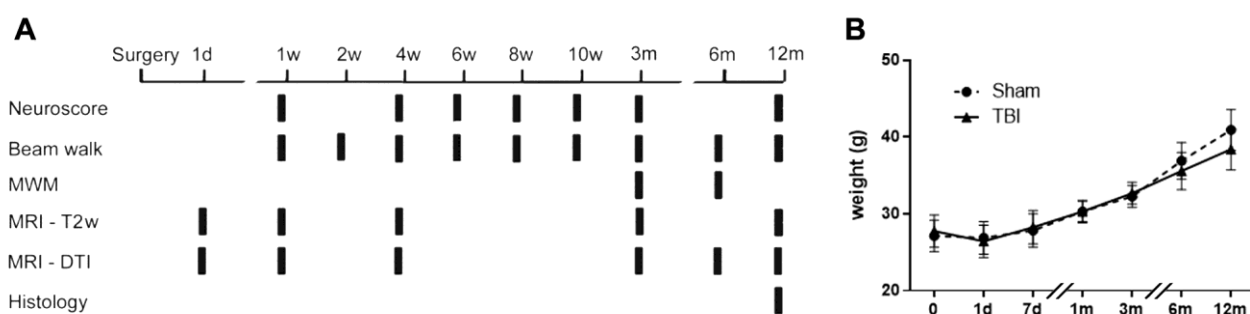 A
Surgery 1d 1w 2w 4w 6w 8w 10w 3m 6m 12m
Neuroscore
Beam walk
MWM
MRI - T2w
MRI - DTI
Histology
B
50
40
30
20
weight (g)
Sham
TBI
0 1d 7d 1m 3m 6m 12m